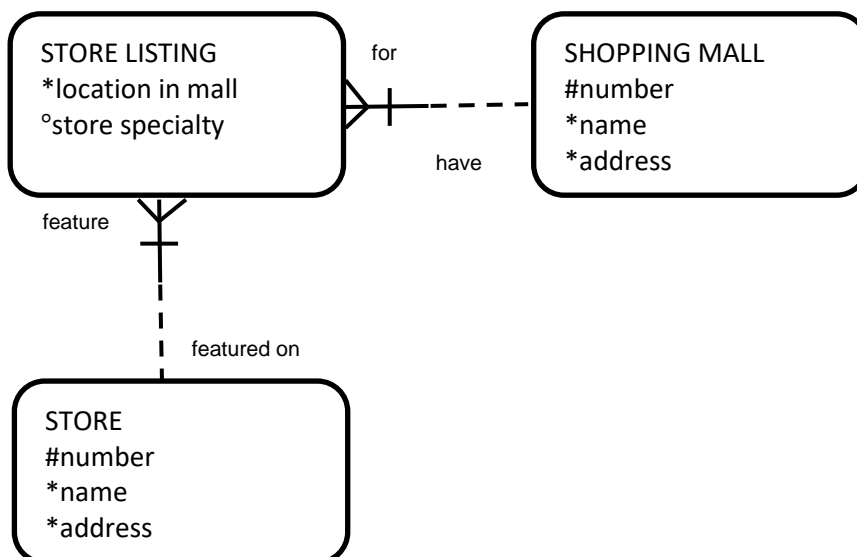 STORE LISTING
*location in mall
°store specialty
for
have
SHOPPING MALL
#number
*name
*address
feature
featured on
STORE
#number
*name
*address